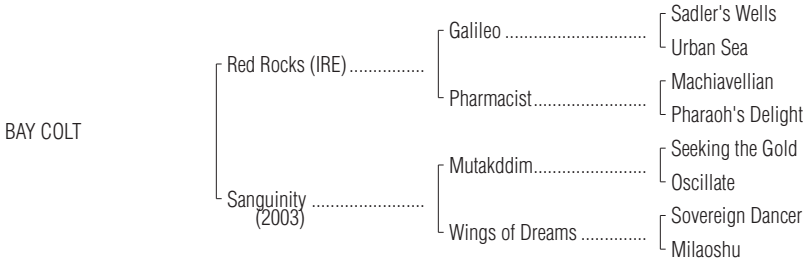 Sadler's Wells
Galileo ..............................
Urban Sea
Red Rocks (IRE) ................
Machiavellian
Pharmacist........................
Pharaoh's Delight
BAY COLT
Seeking the Gold
Mutakddim........................
Oscillate
Sanguinity ........................
(2003)
Sovereign Dancer
Wings of Dreams ..............
Milaoshu